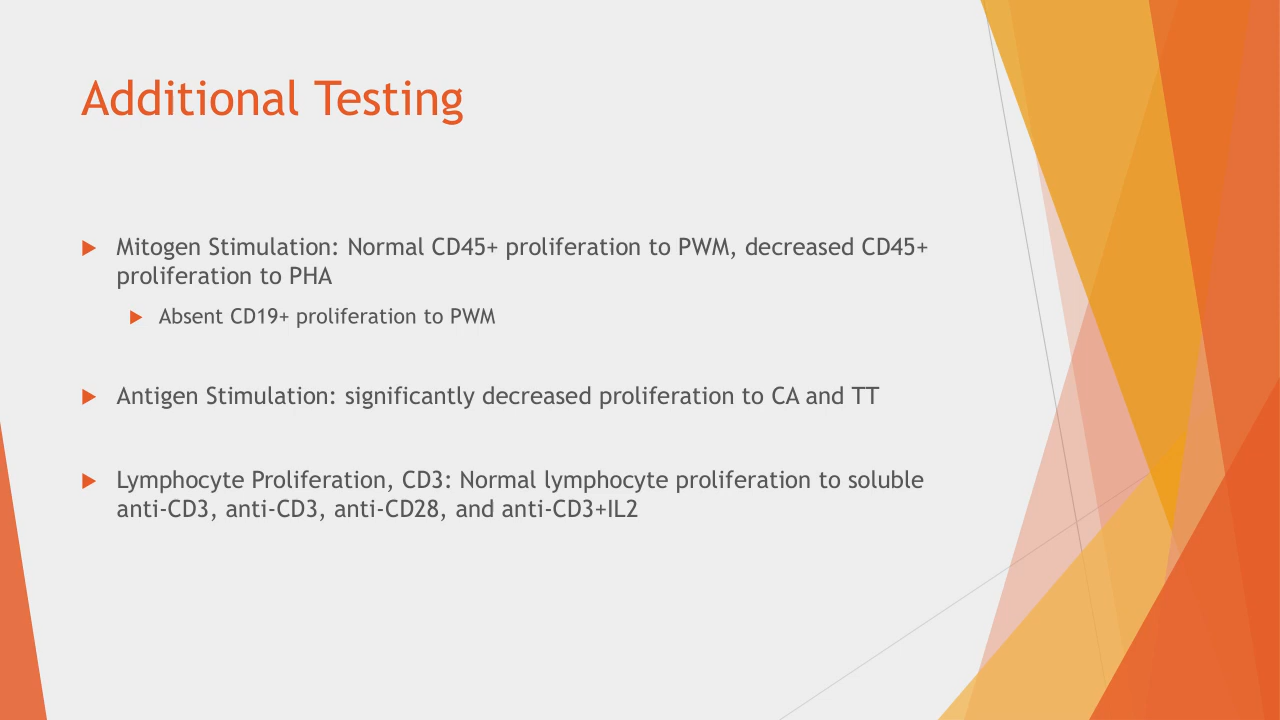 Additional Testing
Mitogen Stimulation: Normal CD45+ proliferation to PWM, decreased CD45+
proliferation to PHA
Absent CD19+ proliferation to PWM
Antigen Stimulation: significantly decreased proliferation to CA and TT
Lymphocyte Proliferation, CD3: Normal lymphocyte proliferation to soluble
anti-CD3, anti-CD3, anti-CD28, and anti-CD3+IL2